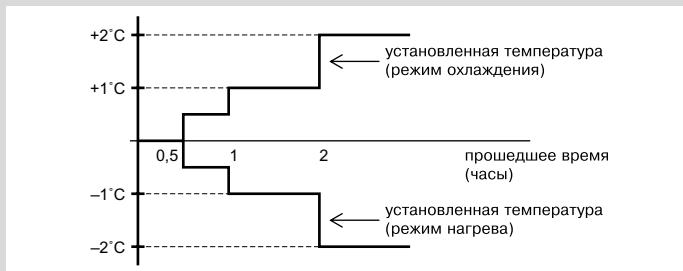 +2˚C
установленная температура
(режим охлаждения)
+1˚C
0,5 1 2 прошедшее время
(часы)
–1˚C
установленная температура
(режим нагрева)
–2˚C